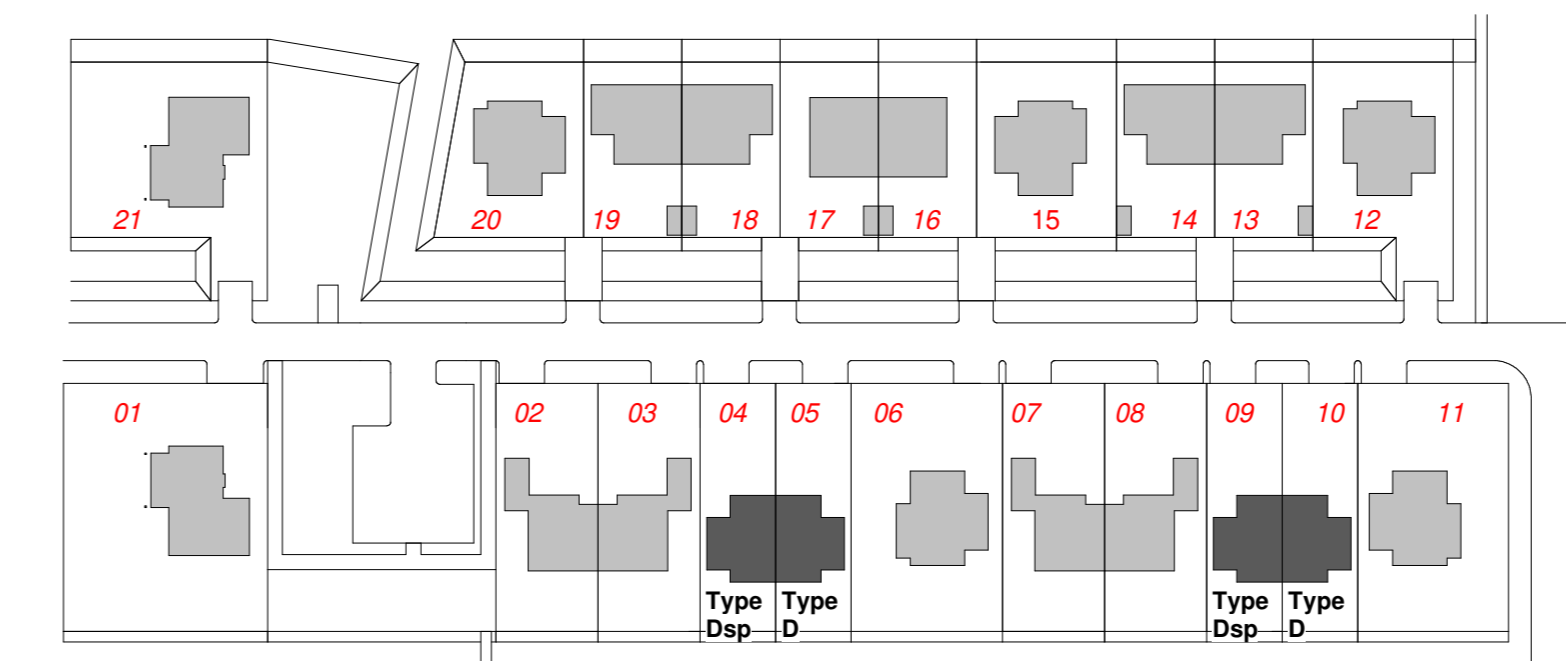 21 20 19 18 17 16 15 14 13 12
01 02 03 04 05 06 07 08 09 10 11
Type Type Type Type
Dsp D Dsp D